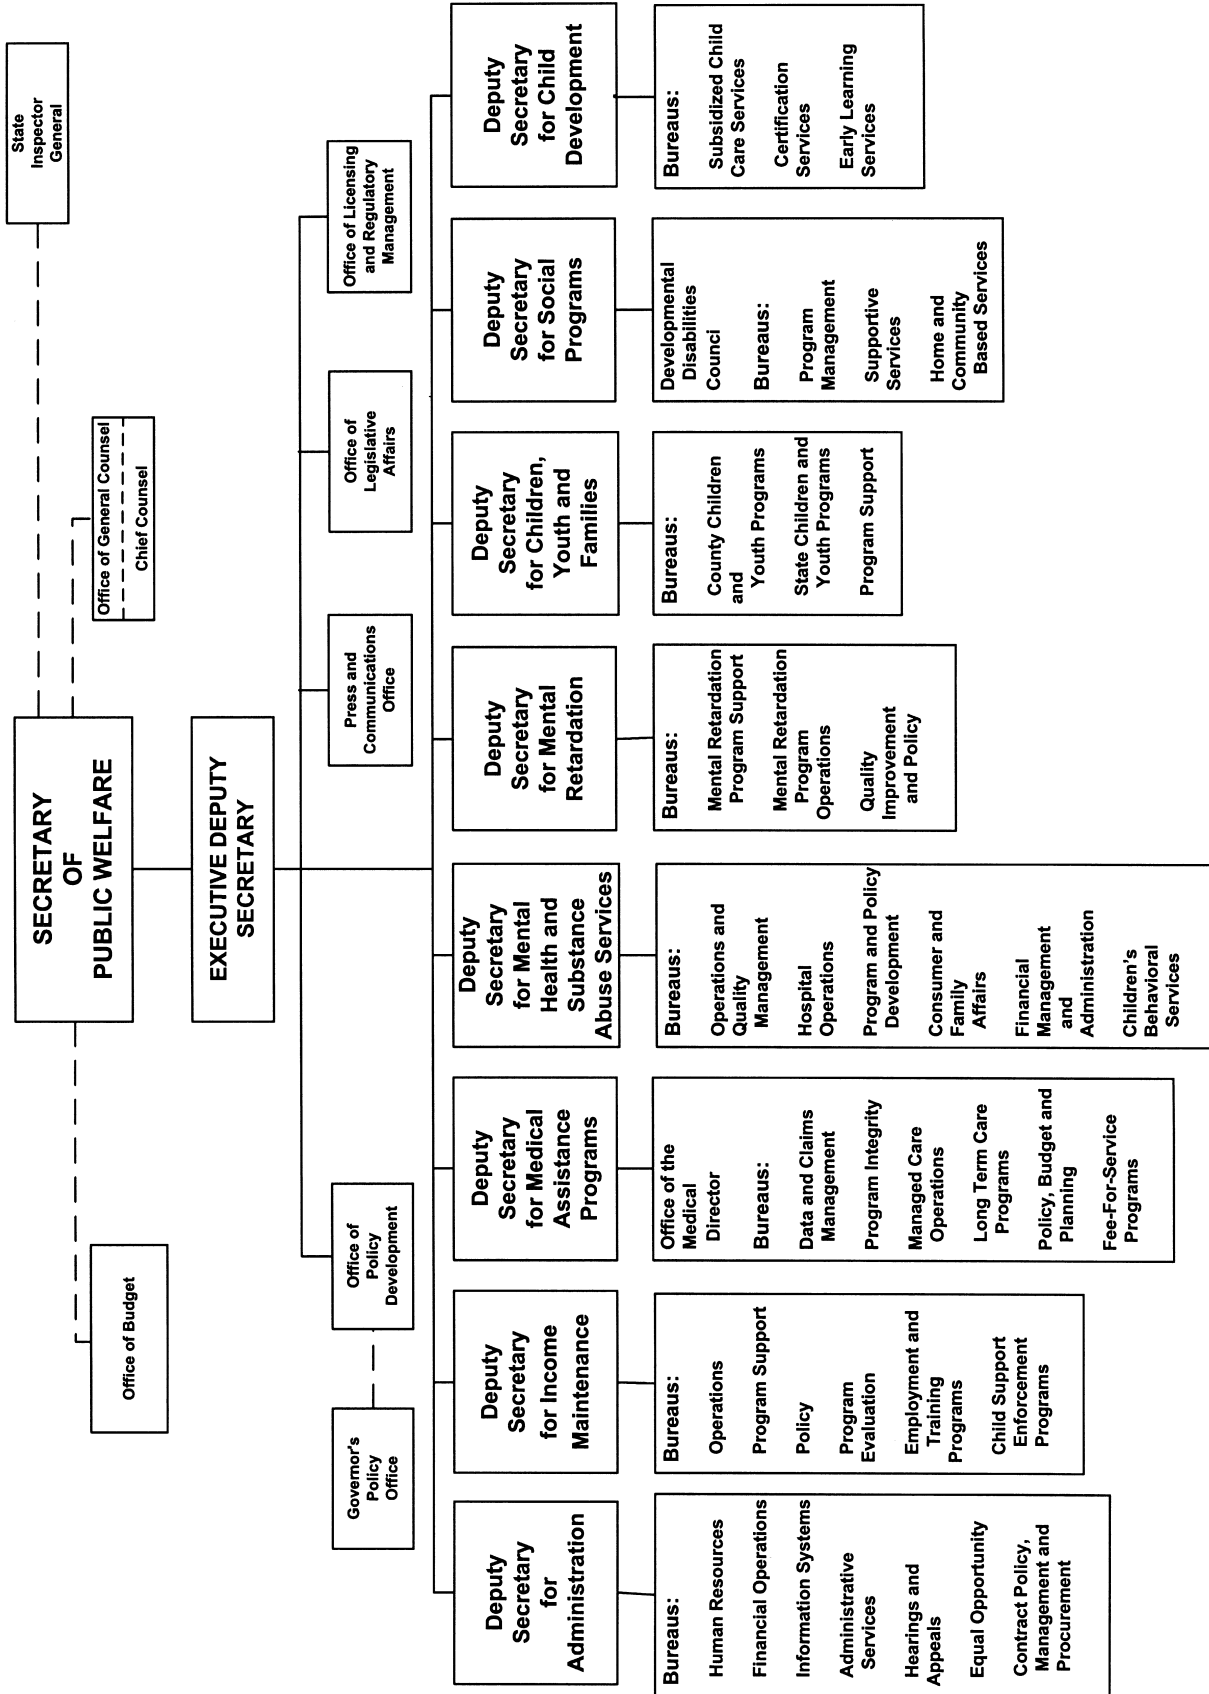 State
Inspector
General
Office of General Counsel
Chief Counsel
SECRETARY
OF
PUBLIC WELFARE
Office of Budget
EXECUTIVE DEPUTY
SECRETARY
Governor's
Policy
Office
Office of
Policy
Development
Press and
Communications
Office
Office of
Legislative
Affairs
Office of Licensing
and Regulatory
Management
Deputy
Secretary
for
Administration
Bureaus:
Human Resources
Financial Operations
Information Systems
Administrative
Services
Hearings and
Appeals
Equal Opportunity
Contract Policy,
Management and
Procurement
Deputy
Secretary
for Income
Maintenance
Bureaus:
Operations
Program Support
Policy
Program
Evaluation
Employment and
Training
Programs
Child Support
Enforcement
Programs
Deputy
Secretary
for Medical
Assistance
Programs
Office of the
Medical
Director
Bureaus:
Data and Claims
Management
Program Integrity
Managed Care
Operations
Long Term Care
Programs
Policy, Budget and
Planning
Fee-For-Service
Programs
Deputy
Secretary
for Mental
Health and
Substance
Abuse Services
Bureaus:
Operations and
Quality
Management
Hospital
Operations
Program and Policy
Development
Consumer and
Family
Affairs
Financial
Management
and
Administration
Children's
Behavioral
Services
Deputy
Secretary
for Mental
Retardation
Bureaus:
Mental Retardation
Program Support
Mental Retardation
Program
Operations
Quality
Improvement
and Policy
Deputy
Secretary
for Children,
Youth and
Families
Bureaus:
County Children
and
Youth Programs
State Children and
Youth Programs
Program Support
Deputy
Secretary
for Social
Programs
Developmental
Disabilities
Counci
Bureaus:
Program
Management
Supportive
Services
Home and
Community
Based Services
Deputy
Secretary
for Child
Development
Bureaus:
Subsidized Child
Care Services
Certification
Services
Early Learning
Services